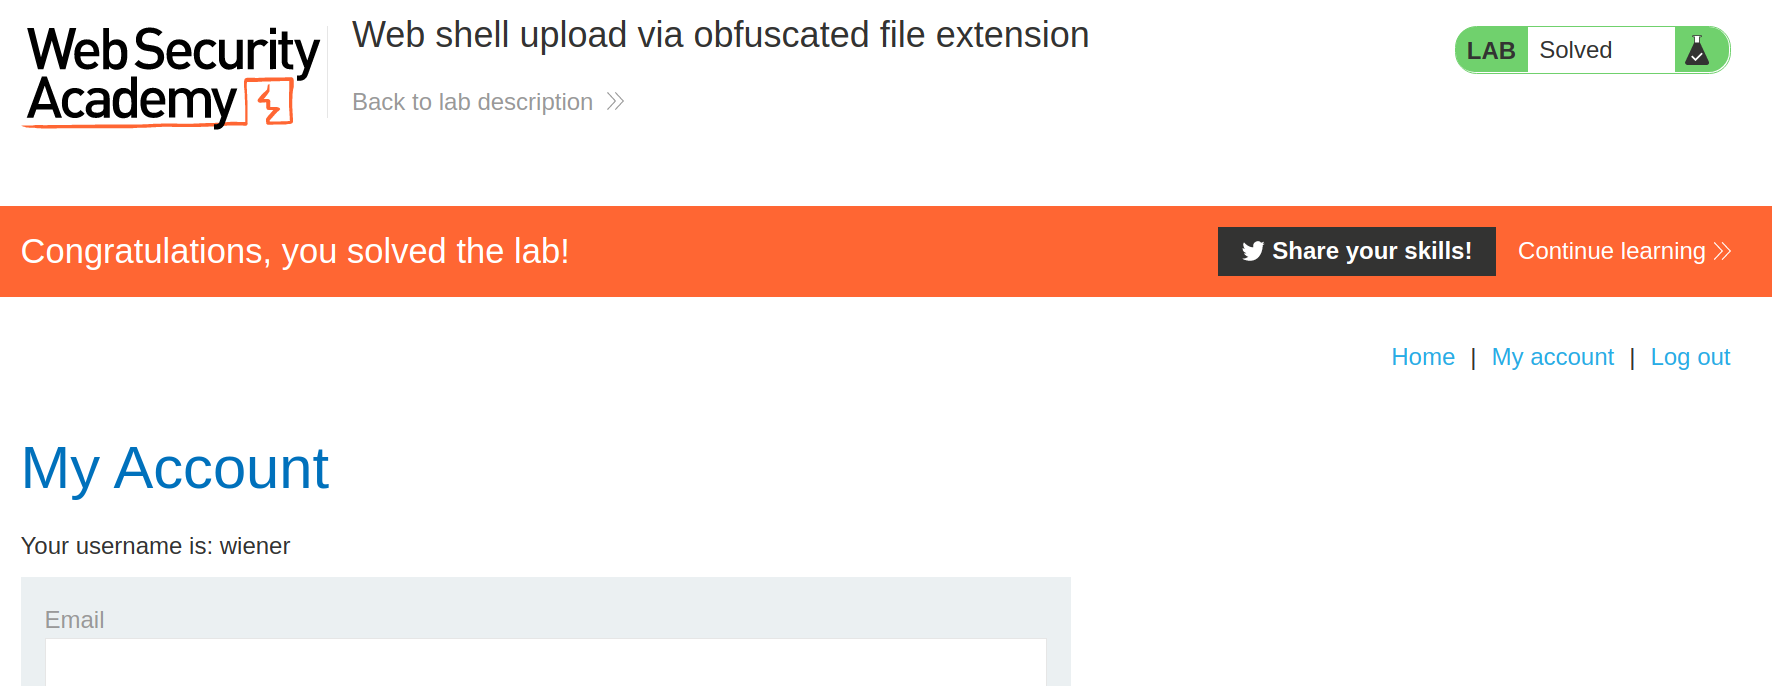 Web Security
Academy
Web shell upload via obfuscated file extension
Back to lab description
LAB Solved
Congratulations, you solved the lab!
Share your skills!
Continue learning
Home | My account | Log out
My Account
Your username is: wiener
Email